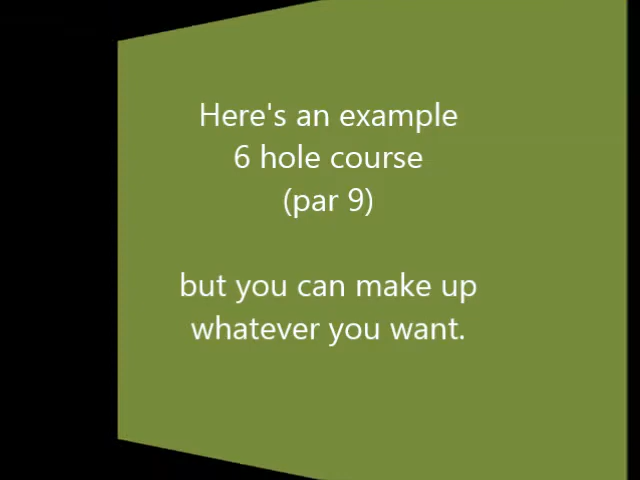 Here's an example
6 hole course
(par 9)
but you can make up
whatever you want.